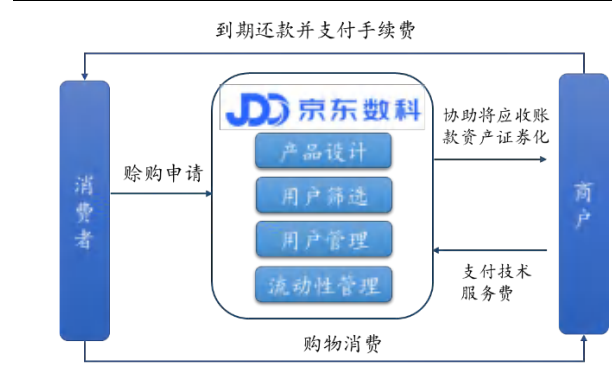 到期还款并支付手续费
消费者
赊购申请
JDD 京东数科
产品设计
用户筛选
用户管理
流动性管理
协助将应收账
款资产证券化
支付技术
服务费
商户
购物消费